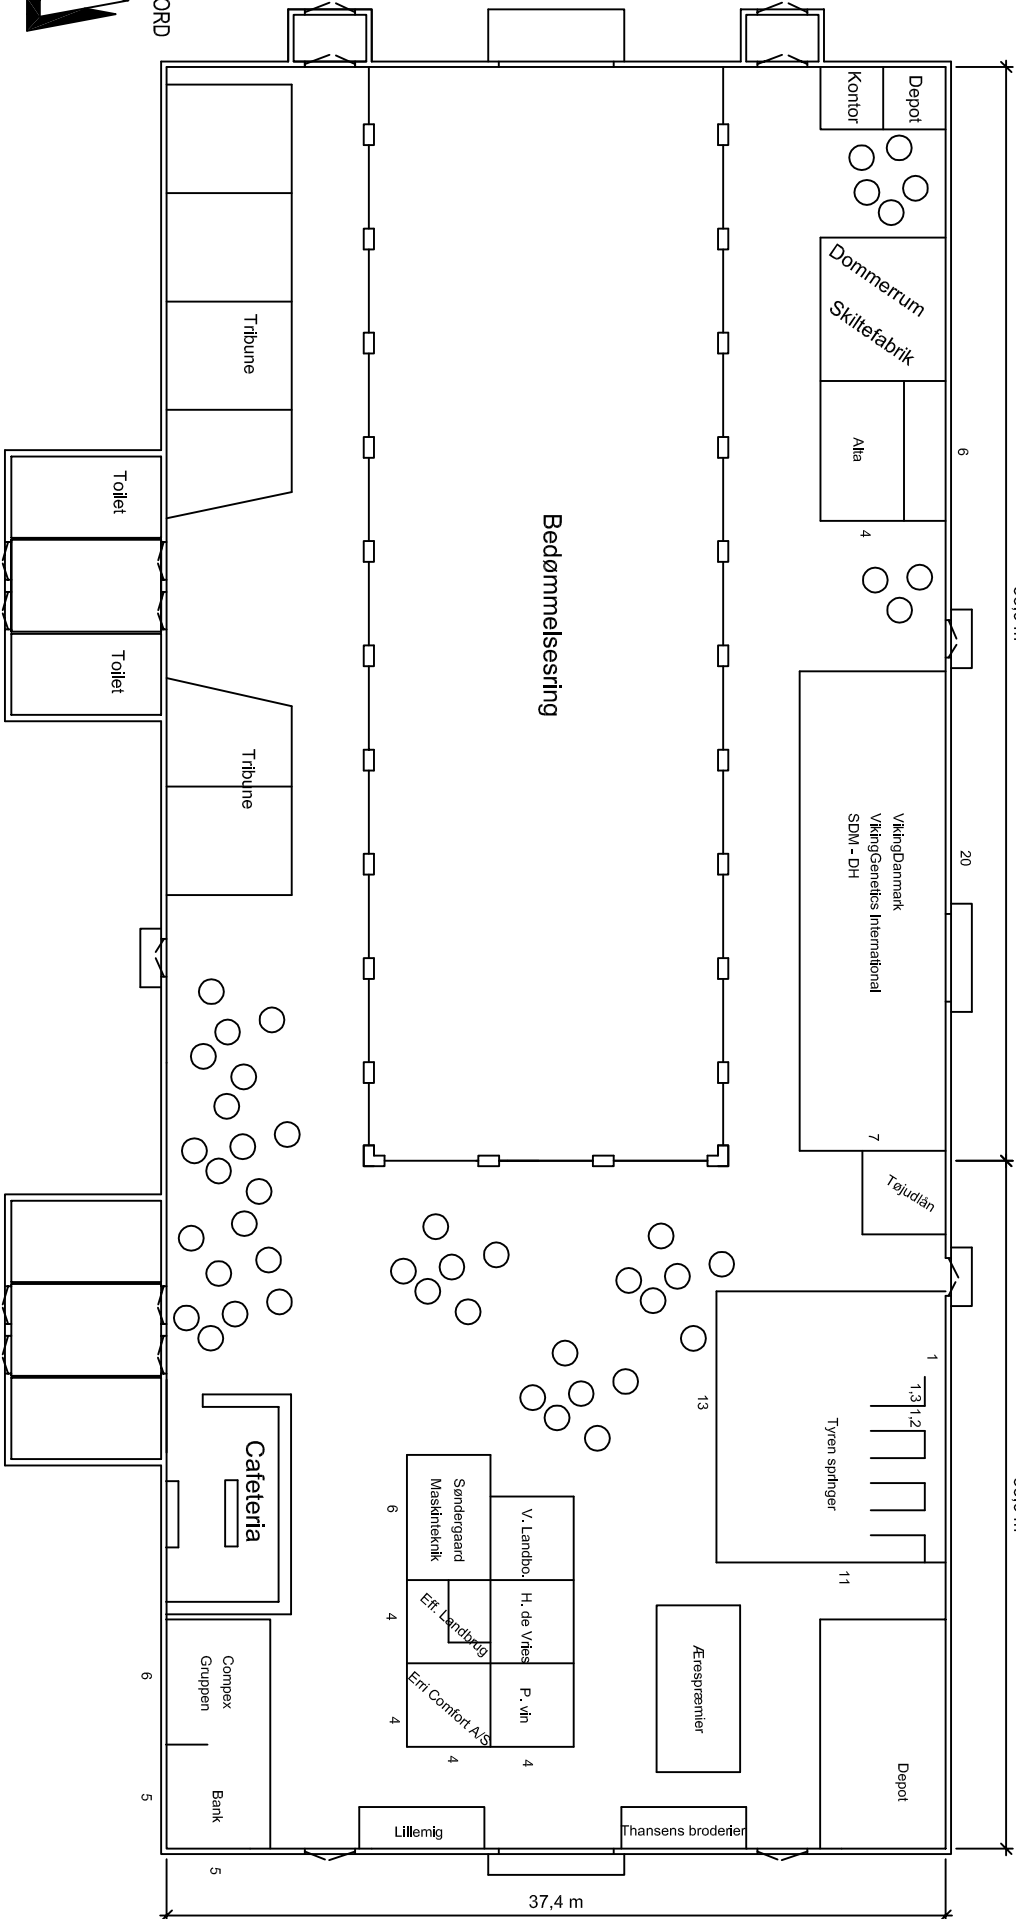 ORD
Kontor
Depot
Dommerrum
Skiltefabrik
Alta
6
4
Tribune
Toilet
Toilet
Tribune
Bedømmelsesring
VikingDanmark
VikingGenetics International
SDM - DH
20
7
Tøjudlån
1
1,3
1,2
Tyren springer
13
11
Cafeteria
Søndergaard
Maskinteknik
6
V. Landbo.
H. de Vries
Eff. Landbrug
4
P. vin
Erri Comfort A/S
4
4
4
Ærespræmier
Depot
Compex
Gruppen
6
Bank
5
5
Lillemig
Thansens broderier
37,4 m